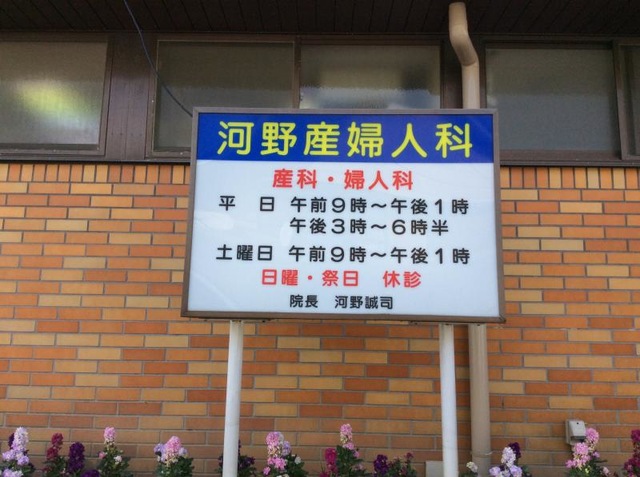 河野産婦人科
産科・婦人科
平　日　午前9時～午後1時
午後3時～6時半
土曜日　午前9時～午後1時
日曜・祭日　休診
院長　河野誠司